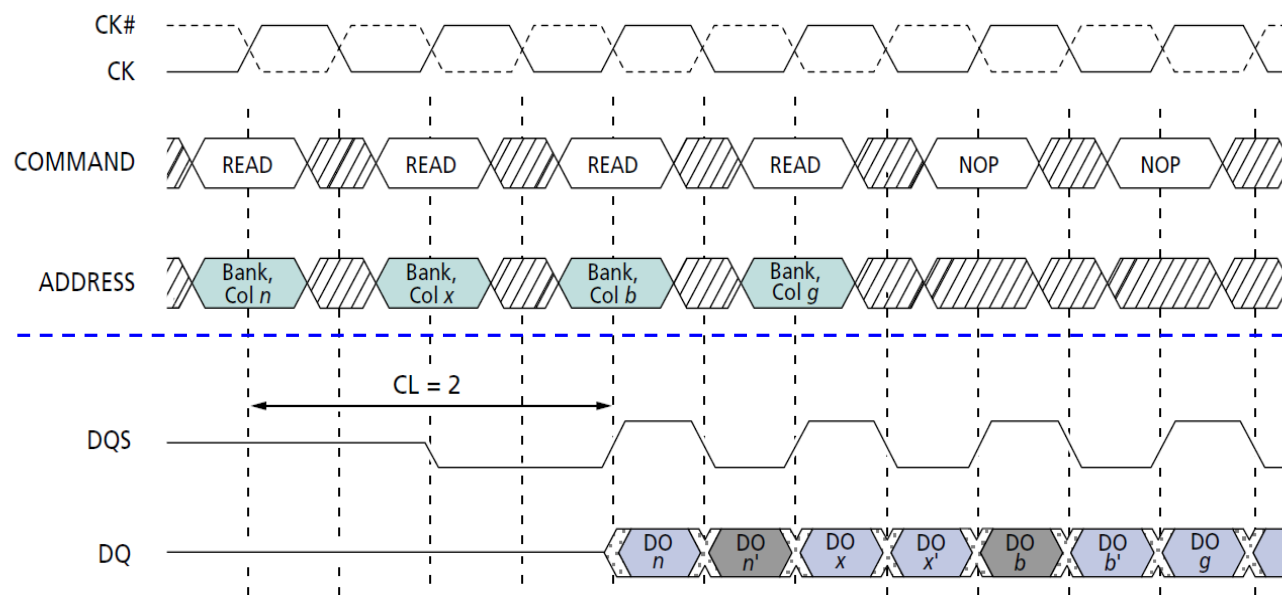 CK#
CK
COMMAND
READ
READ
READ
READ
NOP
NOP
ADDRESS
Bank,
Col n
Bank,
Col x
Bank,
Col b
Bank,
Col g
CL = 2
DQS
DQ
DO
n
DO
n'
DO
x
DO
x'
DO
b
DO
b'
DO
g